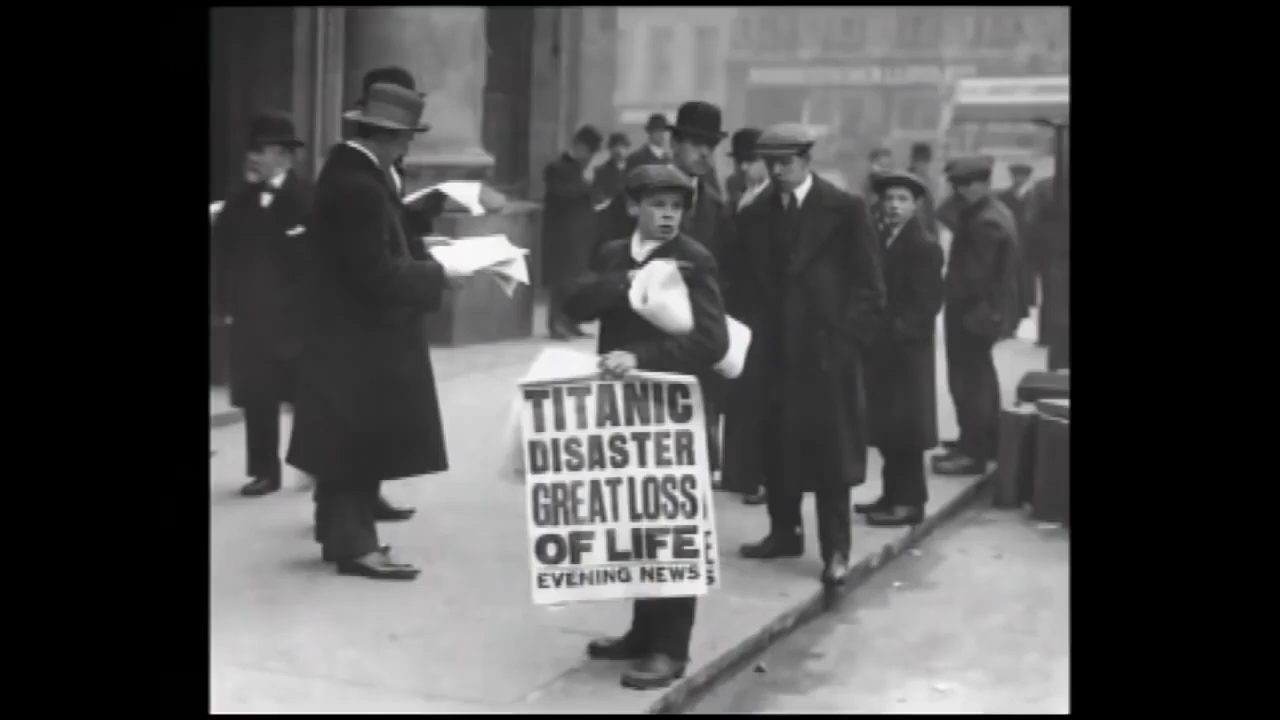 TITANIC
DISASTER
GREAT LOSS
OF LIFE
EVENING NEWS